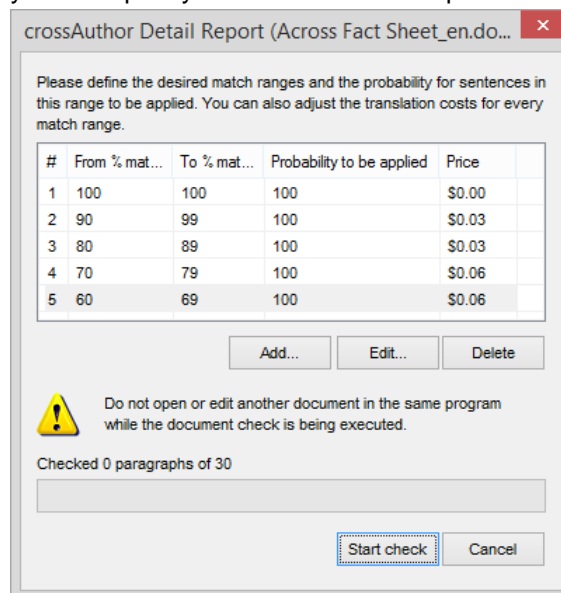 crossAuthor Detail Report (Across Fact Sheet_en.do...
Please define the desired match ranges and the probability for sentences in
this range to be applied. You can also adjust the translation costs for every
match range.
# From % mat... To % mat... Probability to be applied Price
1 100 100 100 $0.00
2 90 99 100 $0.03
3 80 89 100 $0.03
4 70 79 100 $0.06
5 60 69 100 $0.06
Add... Edit... Delete
Do not open or edit another document in the same program
while the document check is being executed.
Checked 0 paragraphs of 30
Start check Cancel